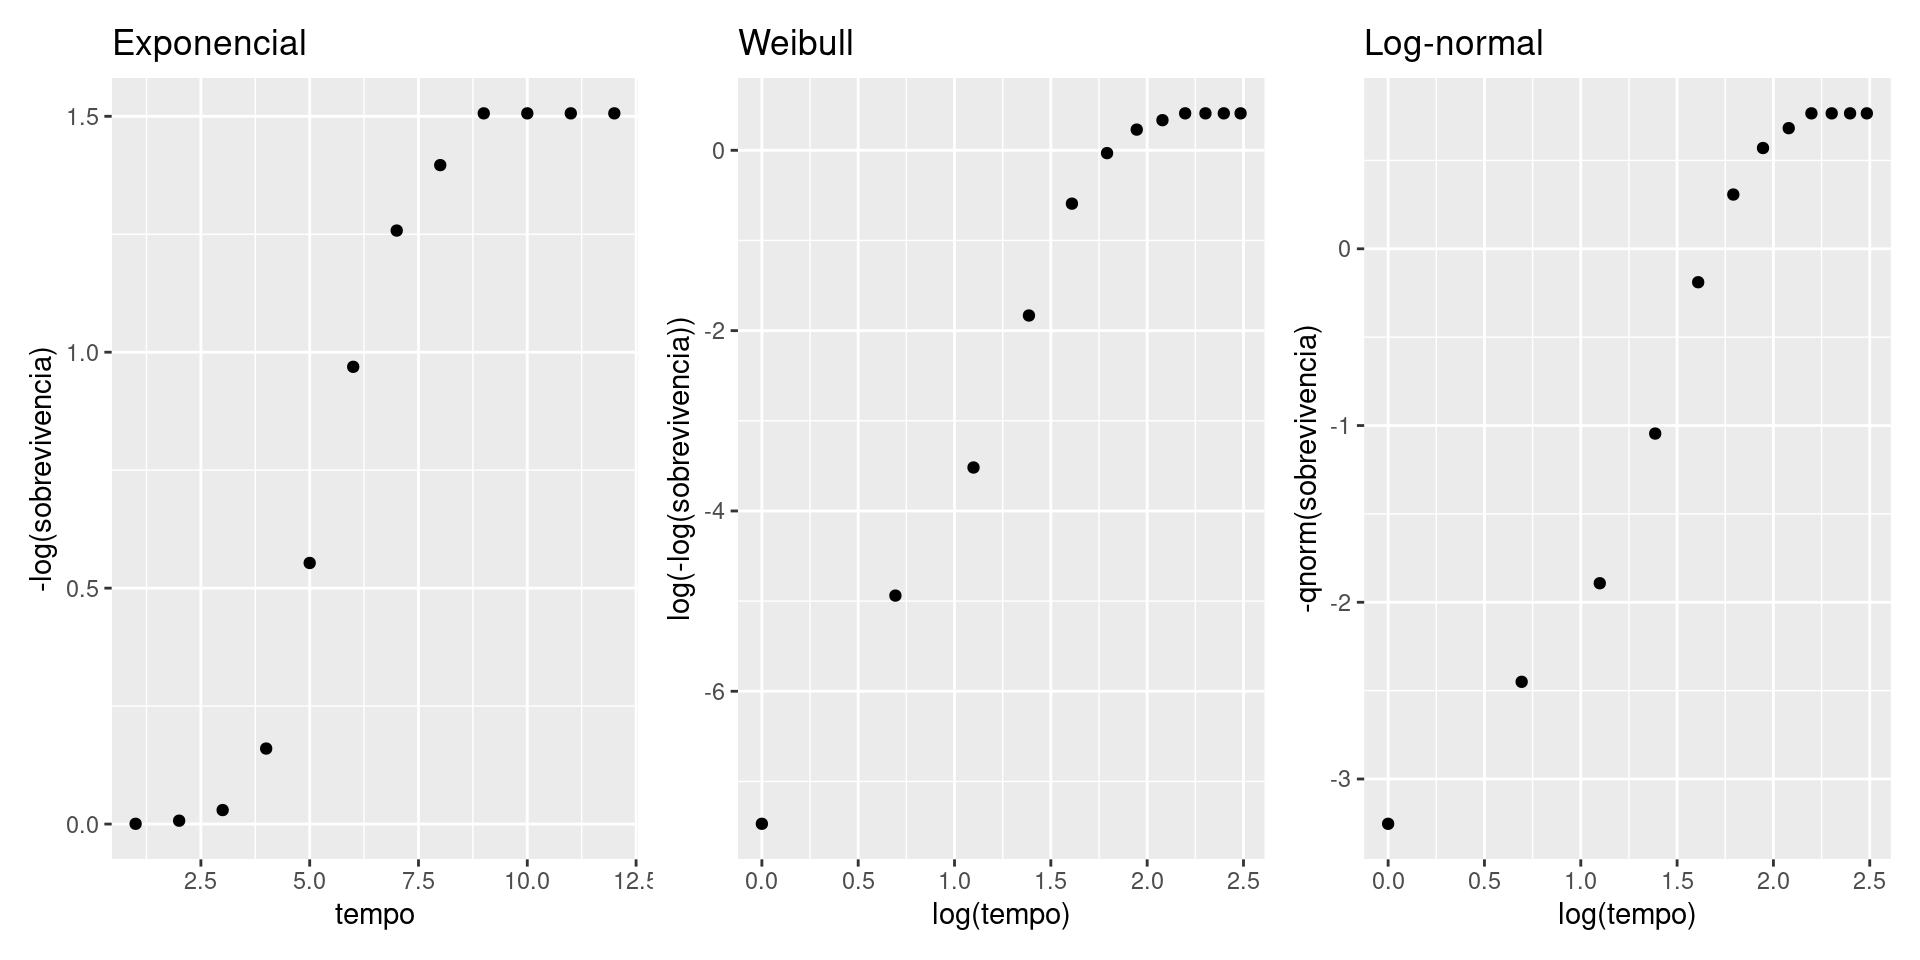 Exponencial
-log(sobrevivencia)
1.5
1.0
0.5
0.0
2.5 5.0 7.5 10.0 12.5
tempo
Weibull
log(-log(sobrevivencia))
0
-2
-4
-6
0.0 0.5 1.0 1.5 2.0 2.5
log(tempo)
Log-normal
-qnorm(sobrevivencia)
0
-1
-2
-3
0.0 0.5 1.0 1.5 2.0 2.5
log(tempo)